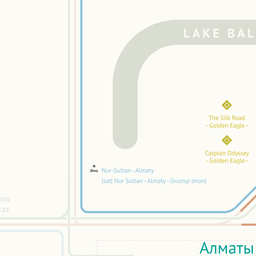 LAKE BAL
The Silk Road
- Golden Eagle -
Caspian Odyssey
- Golden Eagle -
Nur-Sultan - Almaty
(sat) Nur Sultan - Almaty - Urumqi (mon)
Алматы